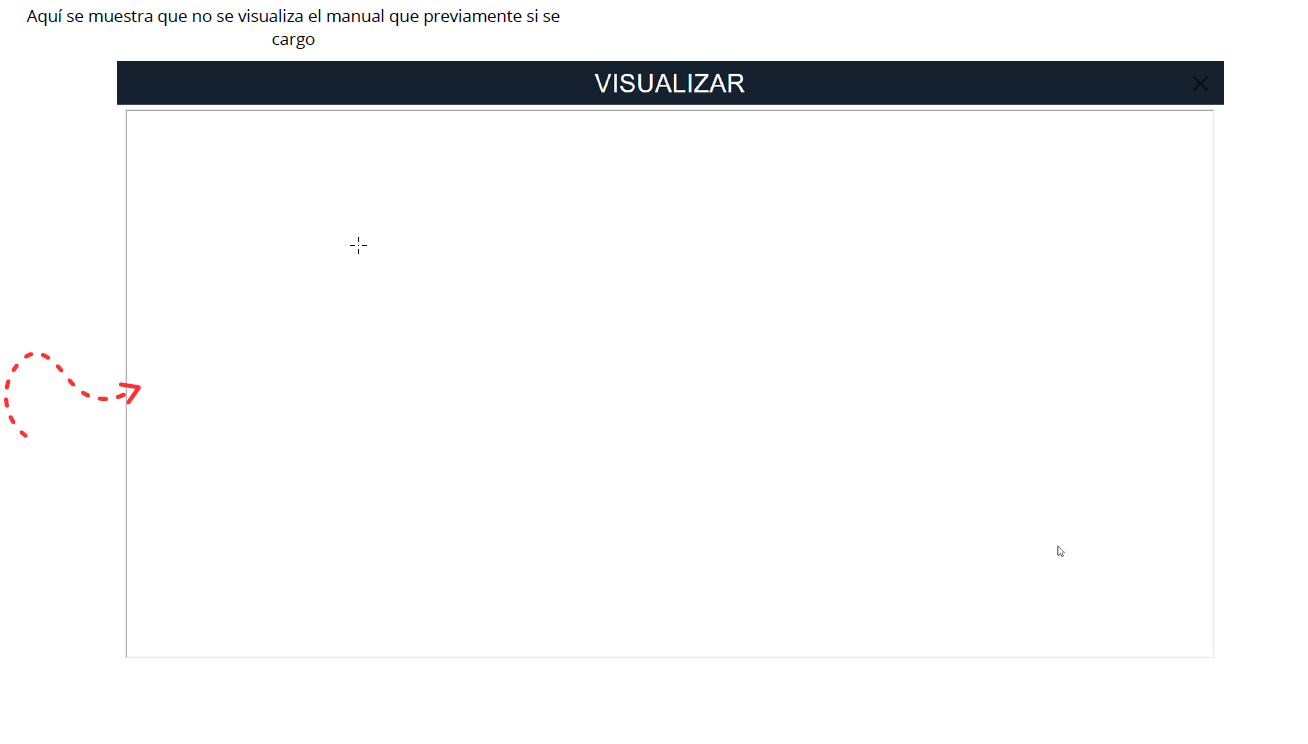 Aquí se muestra que no se visualiza el manual que previamente si se
cargo
VISUALIZAR